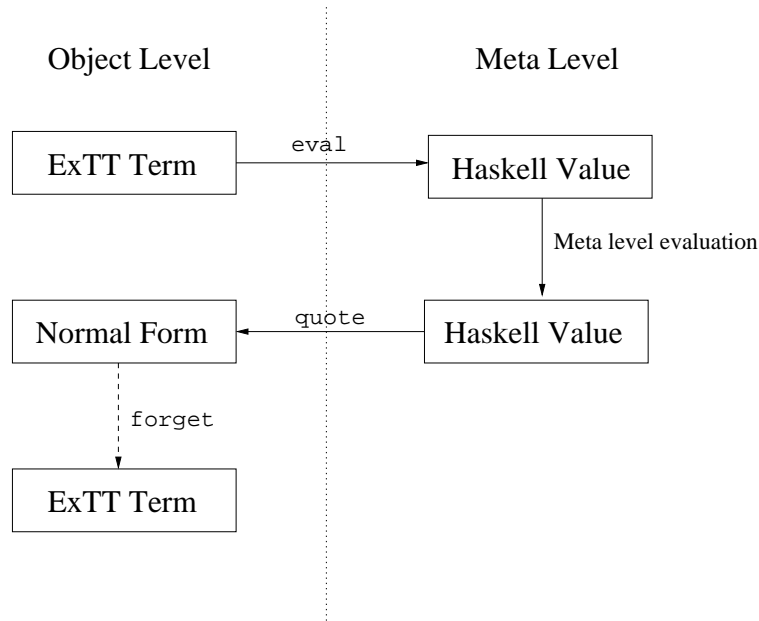 Object Level
Meta Level
ExTT Term
eval
Haskell Value
Meta level evaluation
Normal Form
quote
Haskell Value
forget
ExTT Term